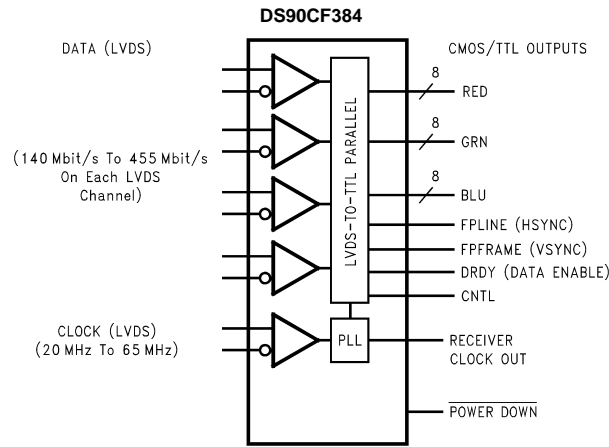 DS90CF384
DATA (LVDS)
CMOS/TTL OUTPUTS
8
RED
8
GRN
(140 Mbit/s To 455 Mbit/s
On Each LVDS
Channel)
8
BLU
LVDS-TO-TTL PARALLEL
FPLINE (HSYNC)
FPFRAME (VSYNC)
DRDY (DATA ENABLE)
CNTL
CLOCK (LVDS)
(20 MHz To 65 MHz)
PLL
RECEIVER
CLOCK OUT
POWER DOWN